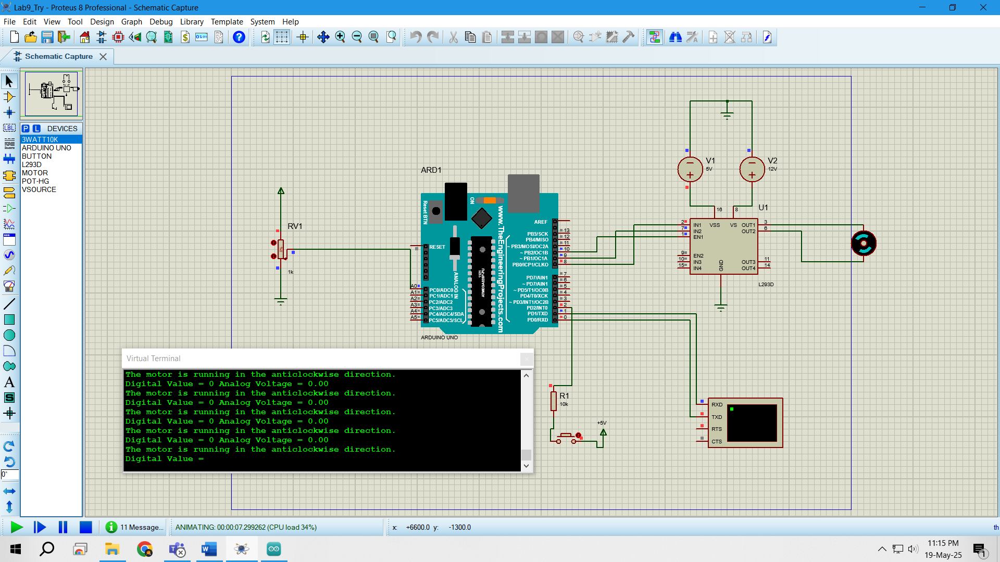 Lab9_Try - Proteus 8 Professional - Schematic Capture
File Edit View Tool Design Graph Debug Library Template System Help
Schematic Capture
P L DEVICES
3WATT10K
ARDUINO UNO
BUTTON
L293D
MOTOR
POT-HG
VSOURCE
LBL
A
S
0°
RV1
1k
ARD1
Reset BTN
ON
www.TheEngineeringProjects.com
ANALOG IN
ATMEGA328P-PU
1121
RESET
A0 PC0/ADC0
A1 PC1/ADC1
A2 PC2/ADC2
A3 PC3/ADC3
A4 PC4/ADC4/SDA
A5 PC5/ADC5/SCL
AREF
PB5/SCK 13
PB4/MISO 12
~ PB3/MOSI/OC2A 11
~ PB2/OC1B 10
~ PB1/OC1A 9
PB0/ICP1/CLKO 8
PD7/AIN1 7
~ PD7/AIN1 6
~ PD5/T1/OC0B 5
PD4/T0/XCK 4
~ PD3/INT1/OC2B 3
PD2/INT0 2
PD1/TXD 1
PD0/RXD 0
ARDUINO UNO
V1
5V
V2
12V
U1
16 8
2 IN1 VSS VS OUT1 3
7 IN2 OUT2 6
1 EN1
9 EN2
10 IN3 OUT3 11
15 IN4 OUT4 14
GND
L293D
R1
10k
+5V
RXD
TXD
RTS
CTS
Virtual Terminal
The motor is running in the anticlockwise direction.
Digital Value = 0 Analog Voltage = 0.00
The motor is running in the anticlockwise direction.
Digital Value = 0 Analog Voltage = 0.00
The motor is running in the anticlockwise direction.
Digital Value = 0 Analog Voltage = 0.00
The motor is running in the anticlockwise direction.
Digital Value = 0 Analog Voltage = 0.00
The motor is running in the anticlockwise direction.
Digital Value =
11 Message... ANIMATING: 00:00:07.299262 (CPU load 34%) x: +6600.0 y: -1300.0 th
11:15 PM
19-May-25
1